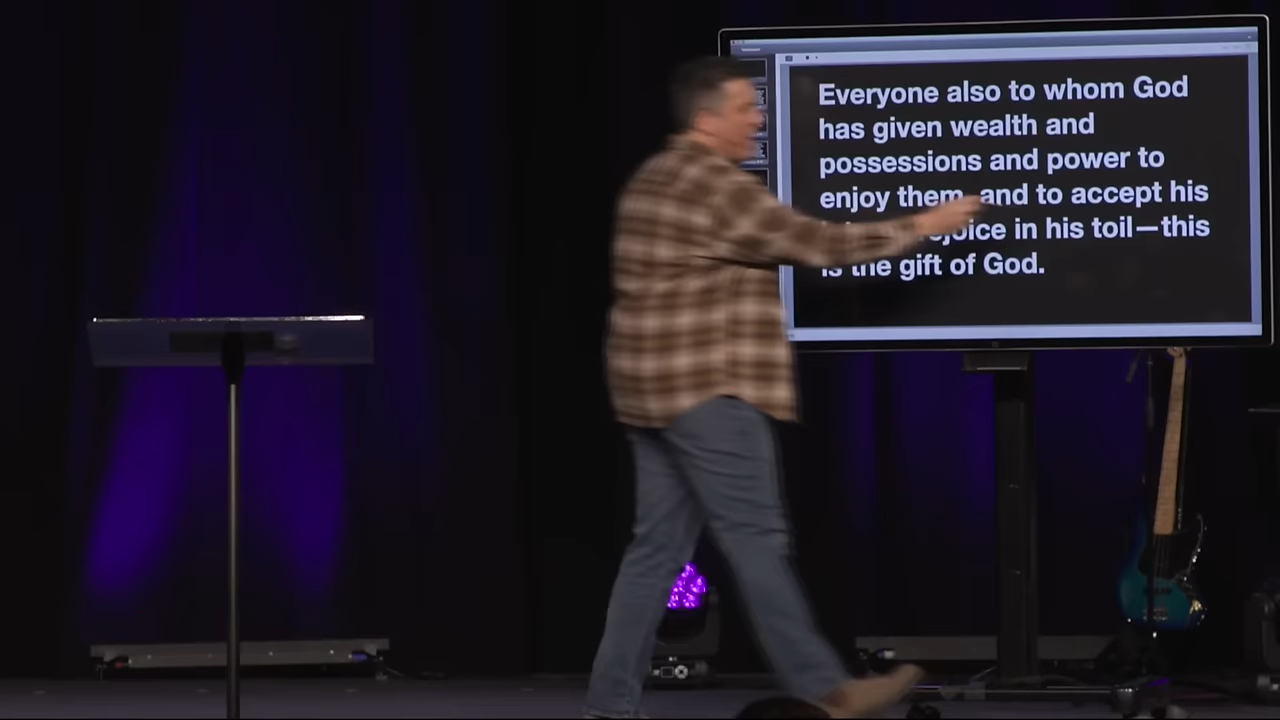 Everyone also to whom God
has given wealth and
possessions and power to
enjoy them, and to accept his
rejoice in his toil—this
is the gift of God.